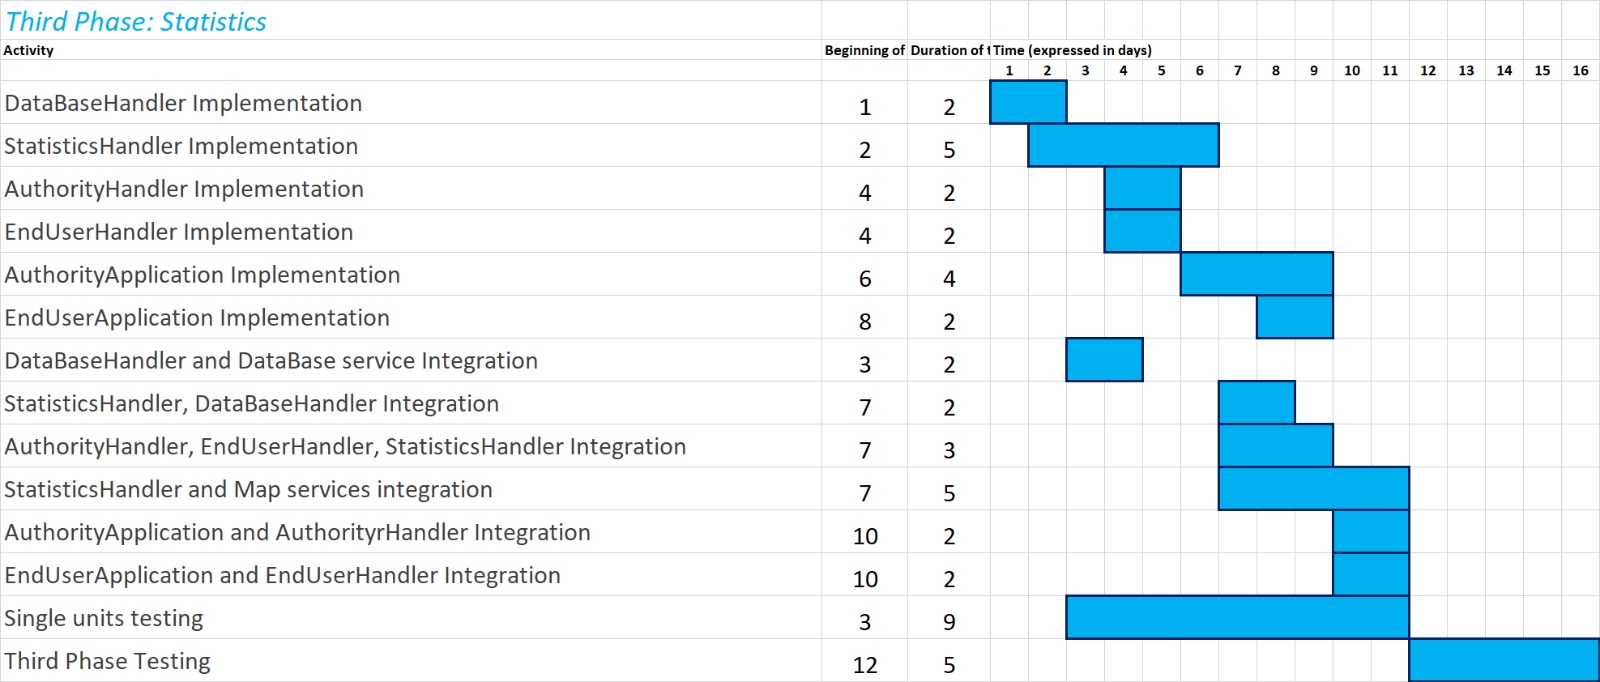 Third Phase: Statistics
Activity Beginning of Duration of t Time (expressed in days)
1 2 3 4 5 6 7 8 9 10 11 12 13 14 15 16
DataBaseHandler Implementation 1 2
StatisticsHandler Implementation 2 5
AuthorityHandler Implementation 4 2
EndUserHandler Implementation 4 2
AuthorityApplication Implementation 6 4
EndUserApplication Implementation 8 2
DataBaseHandler and DataBase service Integration 3 2
StatisticsHandler, DataBaseHandler Integration 7 2
AuthorityHandler, EndUserHandler, StatisticsHandler Integration 7 3
StatisticsHandler and Map services integration 7 5
AuthorityApplication and AuthorityrHandler Integration 10 2
EndUserApplication and EndUserHandler Integration 10 2
Single units testing 3 9
Third Phase Testing 12 5